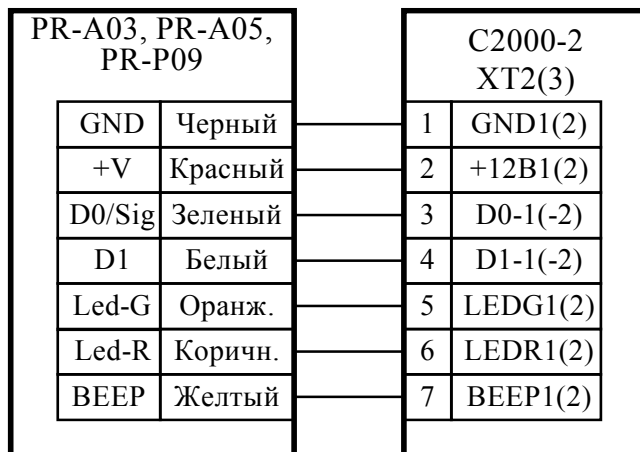 PR-A03, PR-A05,
PR-P09
C2000-2
XT2(3)
GND Черный 1 GND1(2)
+V Красный 2 +12В1(2)
D0/Sig Зеленый 3 D0-1(-2)
D1 Белый 4 D1-1(-2)
Led-G Оранж. 5 LEDG1(2)
Led-R Коричн. 6 LEDR1(2)
BEEP Желтый 7 BEEP1(2)